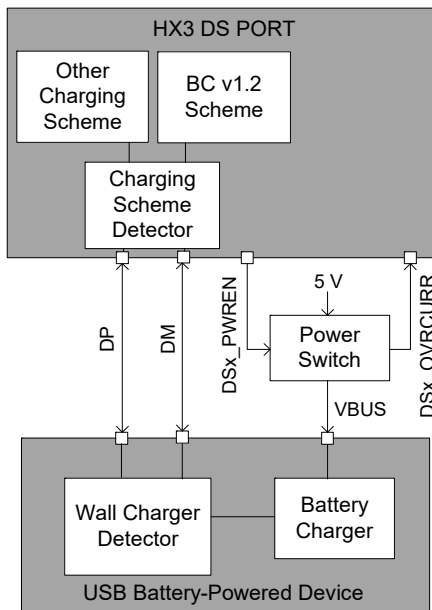 HX3 DS PORT
Other
Charging
Scheme
BC v1.2
Scheme
Charging
Scheme
Detector
DP
DM
DSx_PWREN
5 V
Power
Switch
DSx_OVRCURR
VBUS
Wall Charger
Detector
Battery
Charger
USB Battery-Powered Device